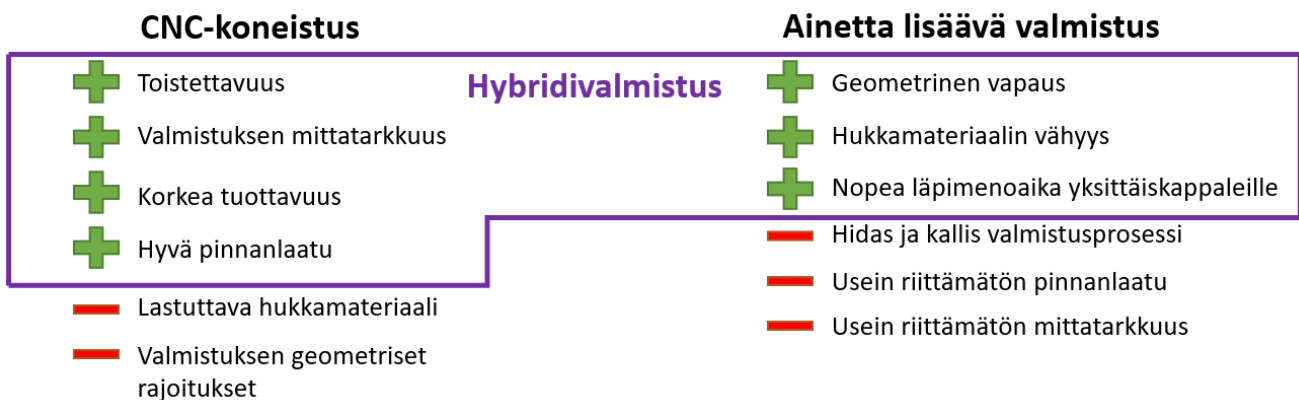 CNC-koneistus
Ainetta lisäävä valmistus
Hybridivalmistus
Toistettavuus
Valmistuksen mittatarkkuus
Korkea tuottavuus
Hyvä pinnanlaatu
Lastuttava hukkamateriaali
Valmistuksen geometriset
rajoitukset
Geometrinen vapaus
Hukkamateriaalin vähyys
Nopea läpimenoaika yksittäiskappaleille
Hidas ja kallis valmistusprosessi
Usein riittämätön pinnanlaatu
Usein riittämätön mittatarkkuus